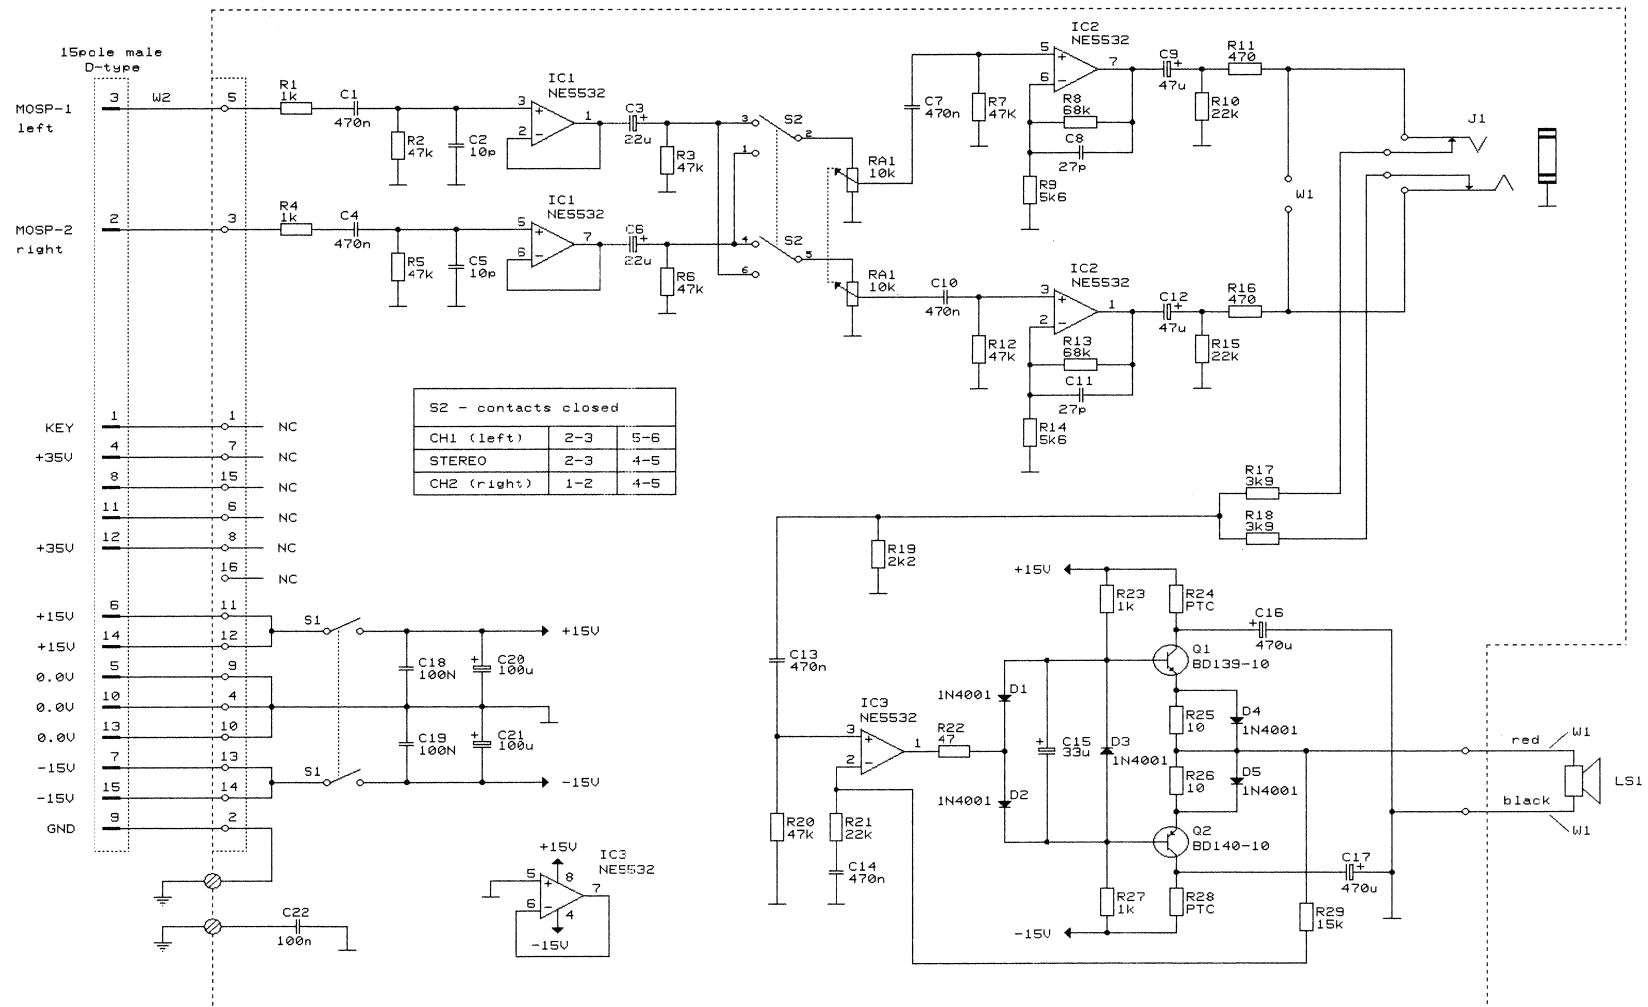 15pole male
D-type
MOSP-1
left
3
W2
5
R1
1k
C1
470n
R2
47k
C2
10p
IC1
NE5532
3
+
2
−
1
C3
+
22u
R3
47k
3
1
S2
2
RA1
10k
C7
470n
R7
47k
IC2
NE5532
5
+
6
−
7
R8
68k
C8
27p
R9
5k6
C9
+
47u
R11
470
R10
22k
J1
W1
MOSP-2
right
2
3
R4
1k
C4
470n
R5
47k
C5
10p
IC1
NE5532
5
+
6
−
7
C6
+
22u
R6
47k
4
6
S2
5
RA1
10k
C10
470n
R12
47k
IC2
NE5532
3
+
2
−
1
R13
68k
C11
27p
R14
5k6
C12
+
47u
R16
470
R15
22k
S2 - contacts closed
CH1 (left) 2-3 5-6
STEREO 2-3 4-5
CH2 (right) 1-2 4-5
KEY 1 1 NC
+35V 4 7 NC
8 15 NC
11 6 NC
+35V 12 8 NC
16 NC
+15V 6 11
+15V 14 12
0.0V 5 9
0.0V 10 4
0.0V 13 10
-15V 7 13
-15V 15 14
GND 9 2
S1
S1
C18
100N
+
C20
100u
+15V
C19
100N
+
C21
100u
-15V
C22
100n
+15V
IC3
NE5532
5
+
8
6
−
4
7
-15V
R17
3k9
R18
3k9
R19
2k2
C13
470n
IC3
NE5532
3
+
2
−
1
R22
47
R20
47k
R21
22k
C14
470n
+15V
R23
1k
R24
PTC
+
C16
470u
Q1
BD139-10
1N4001
D1
1N4001
D2
+
C15
33u
D3
1N4001
R25
10
D4
1N4001
R26
10
D5
1N4001
Q2
BD140-10
C17
+
470u
R27
1k
R28
PTC
-15V
R29
15k
red
W1
black
W1
LS1